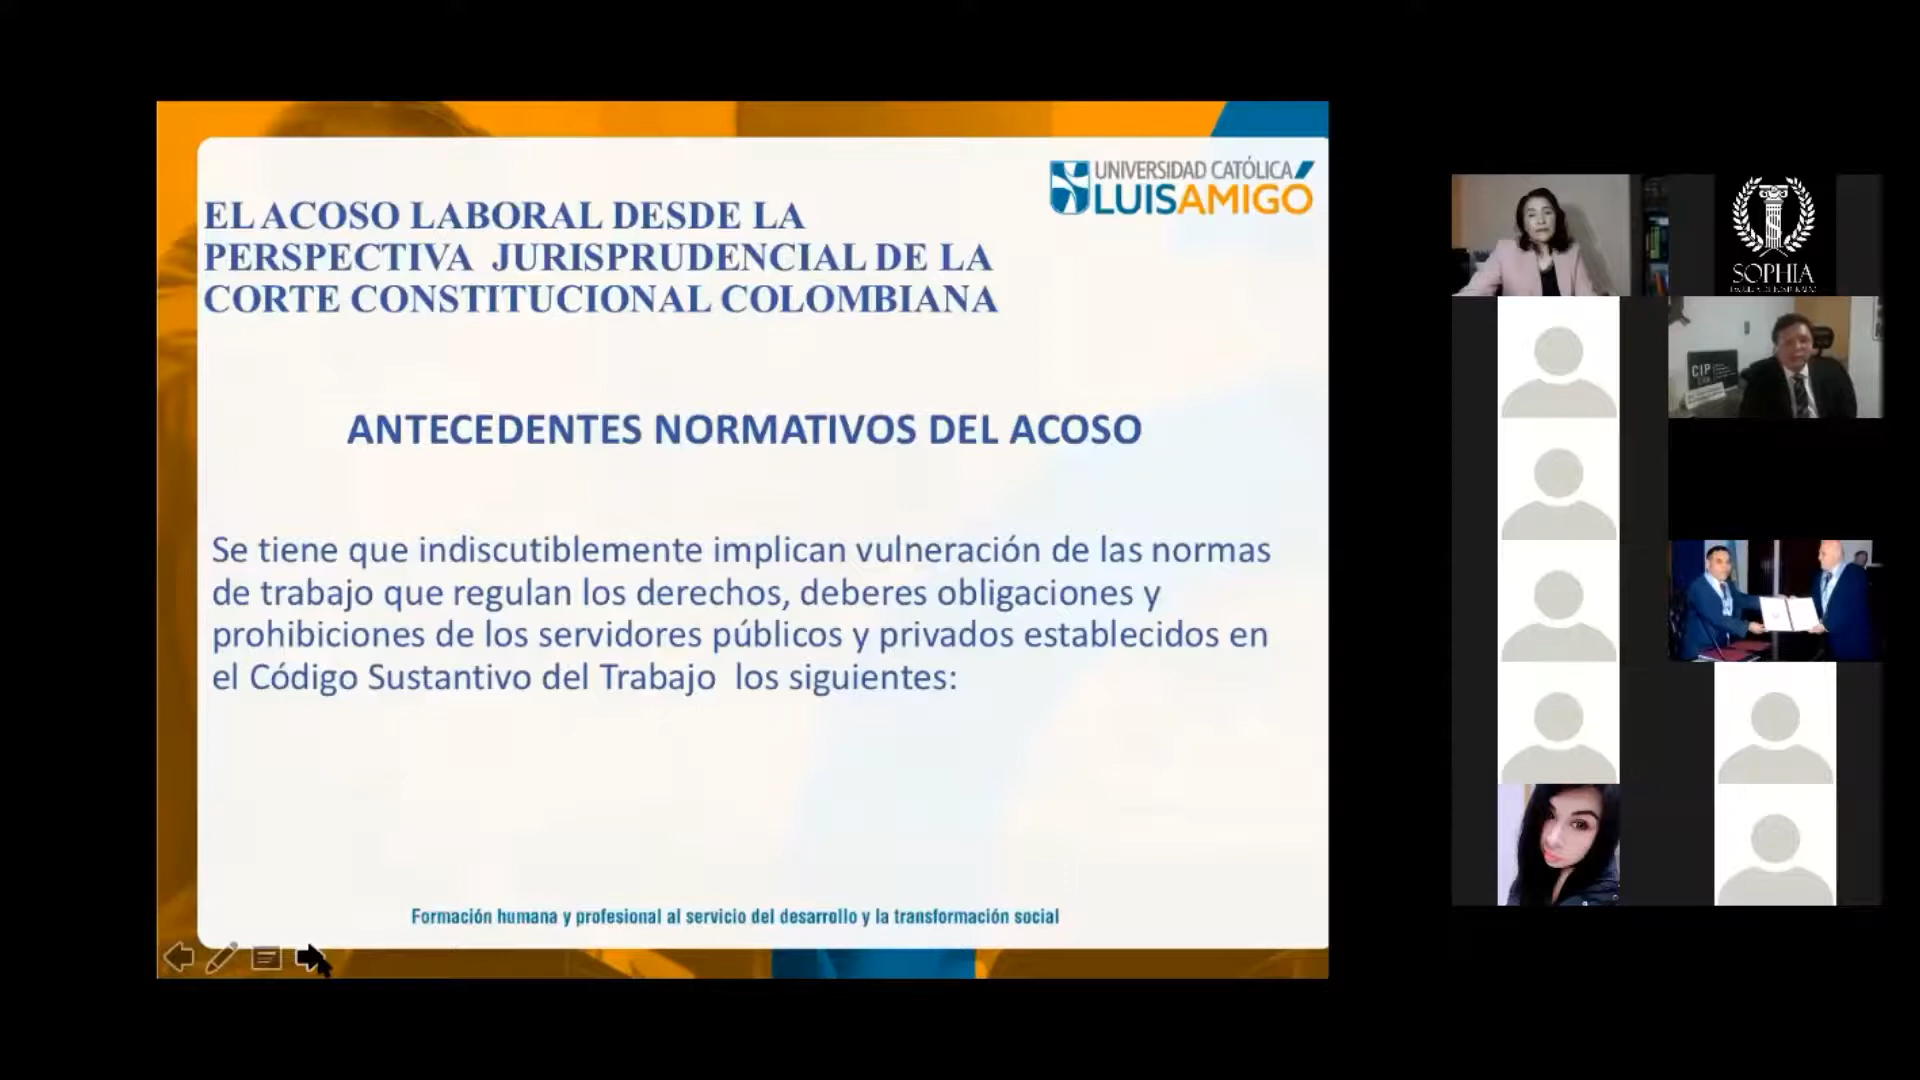 EL ACOSO LABORAL DESDE LA
PERSPECTIVA JURISPRUDENCIAL DE LA
CORTE CONSTITUCIONAL COLOMBIANA
UNIVERSIDAD CATÓLICA
LUISAMIGÓ
ANTECEDENTES NORMATIVOS DEL ACOSO
Se tiene que indiscutiblemente implican vulneración de las normas
de trabajo que regulan los derechos, deberes obligaciones y
prohibiciones de los servidores públicos y privados establecidos en
el Código Sustantivo del Trabajo los siguientes:
Formación humana y profesional al servicio del desarrollo y la transformación social
SOPHIA
CIP